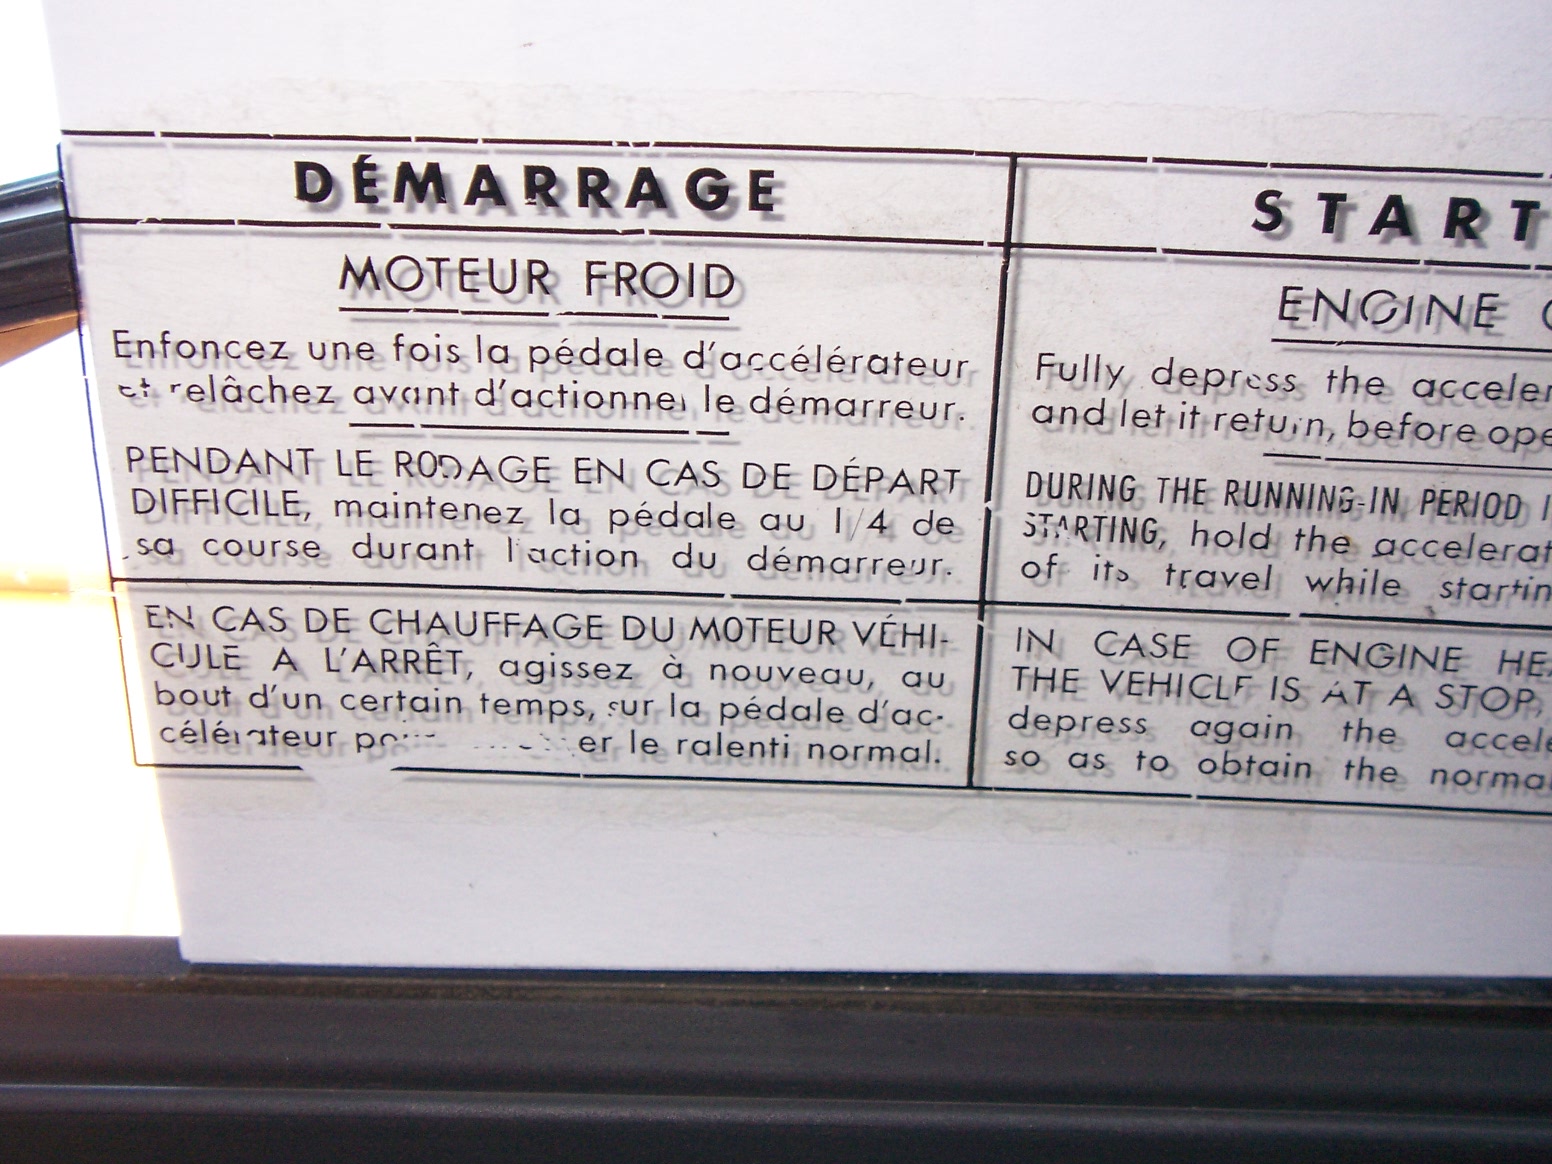 DÉMARRAGE
MOTEUR FROID
Enfoncez une fois la pédale d'accélérateur
et relâchez avant d'actionner le démarreur.
PENDANT LE RODAGE EN CAS DE DÉPART
DIFFICILE, maintenez la pédale au 1/4 de
sa course durant l'action du démarreur.
EN CAS DE CHAUFFAGE DU MOTEUR VÉHI-
CULE A L'ARRÊT, agissez à nouveau, au
bout d'un certain temps, sur la pédale d'ac-
célérateur le ralenti normal.
START
ENGINE
Fully depress the acceler
and let it return, before ope
DURING THE RUNNING-IN PERIOD I
STARTING, hold the accelerat
of its travel while startin
IN CASE OF ENGINE HEA
THE VEHICLE IS AT A STOP,
depress again the accele
so as to obtain the norma